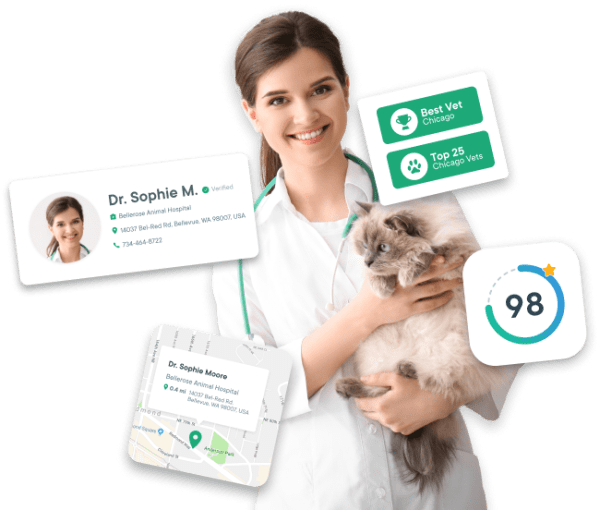 Best Vet
Chicago
Top 25
Chicago Vets
Dr. Sophie M. Verified
Bellerose Animal Hospital
14037 Bel-Red Rd, Bellevue, WA 98007, USA
734-464-8722
98
Dr. Sophie Moore
Bellerose Animal Hospital
0.4 mi 14037 Bel-Red Rd,
Bellevue, WA 98007, USA